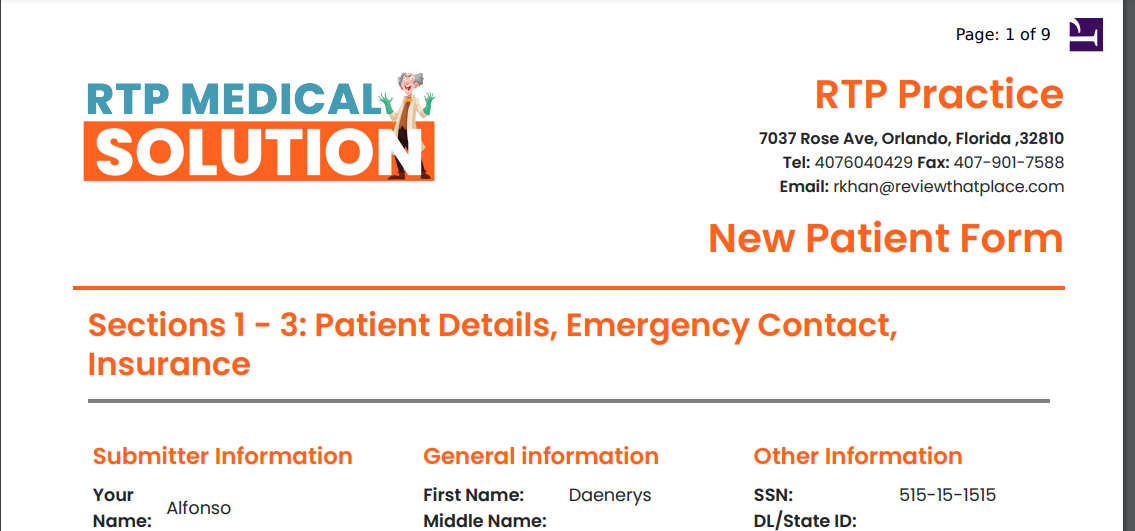 Page: 1 of 9
RTP MEDICAL
SOLUTION
RTP Practice
7037 Rose Ave, Orlando, Florida ,32810
Tel: 4076040429 Fax: 407-901-7588
Email: rkhan@reviewthatplace.com
New Patient Form
Sections 1 - 3: Patient Details, Emergency Contact,
Insurance
Submitter Information
Your
Name: Alfonso
General information
First Name: Daenerys
Middle Name:
Other Information
SSN: 515-15-1515
DL/State ID: